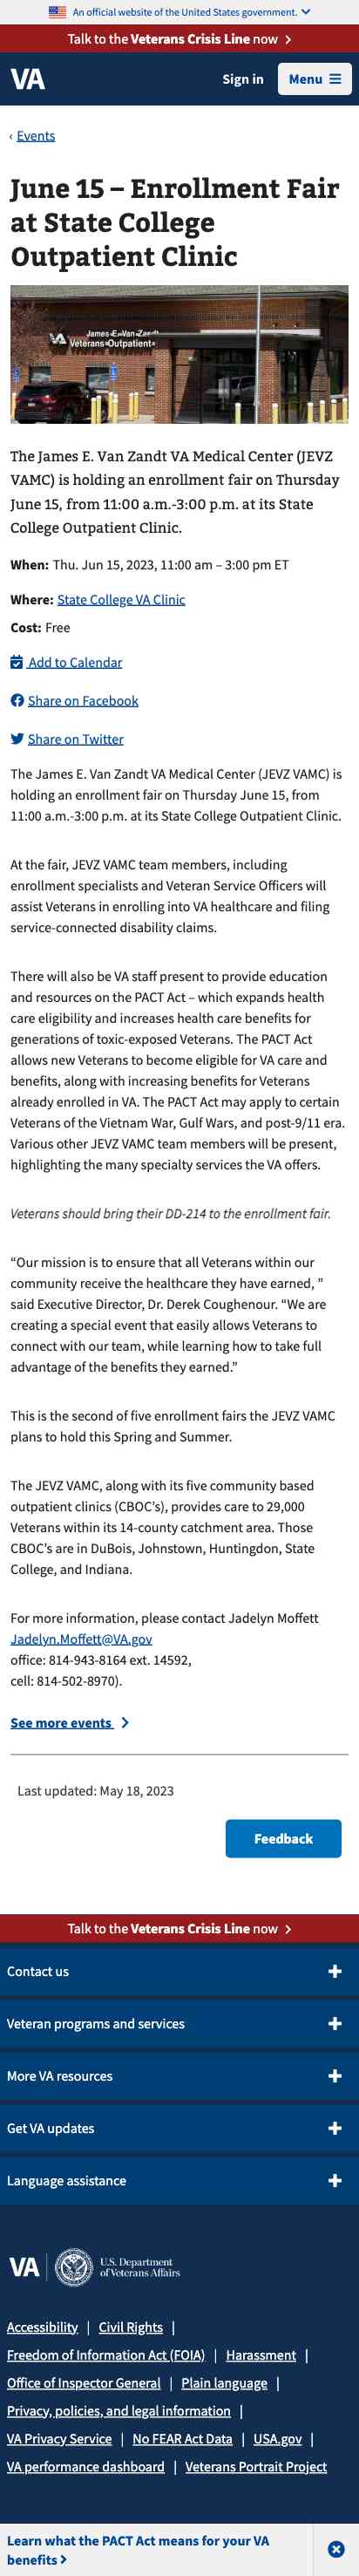 An official website of the United States government.
Talk to the Veterans Crisis Line now
VA
Sign in
Menu
‹ Events
June 15 – Enrollment Fair
at State College
Outpatient Clinic
VA James E. Van Zandt
Veterans Outpatient
The James E. Van Zandt VA Medical Center (JEVZ
VAMC) is holding an enrollment fair on Thursday
June 15, from 11:00 a.m.-3:00 p.m. at its State
College Outpatient Clinic.
When: Thu. Jun 15, 2023, 11:00 am – 3:00 pm ET
Where: State College VA Clinic
Cost: Free
Add to Calendar
Share on Facebook
Share on Twitter
The James E. Van Zandt VA Medical Center (JEVZ VAMC) is
holding an enrollment fair on Thursday June 15, from
11:00 a.m.-3:00 p.m. at its State College Outpatient Clinic.
At the fair, JEVZ VAMC team members, including
enrollment specialists and Veteran Service Officers will
assist Veterans in enrolling into VA healthcare and filing
service-connected disability claims.
There will also be VA staff present to provide education
and resources on the PACT Act – which expands health
care eligibility and increases health care benefits for
generations of toxic-exposed Veterans. The PACT Act
allows new Veterans to become eligible for VA care and
benefits, along with increasing benefits for Veterans
already enrolled in VA. The PACT Act may apply to certain
Veterans of the Vietnam War, Gulf Wars, and post-9/11 era.
Various other JEVZ VAMC team members will be present,
highlighting the many specialty services the VA offers.
Veterans should bring their DD-214 to the enrollment fair.
“Our mission is to ensure that all Veterans within our
community receive the healthcare they have earned, ”
said Executive Director, Dr. Derek Coughenour. “We are
creating a special event that easily allows Veterans to
connect with our team, while learning how to take full
advantage of the benefits they earned.”
This is the second of five enrollment fairs the JEVZ VAMC
plans to hold this Spring and Summer.
The JEVZ VAMC, along with its five community based
outpatient clinics (CBOC’s), provides care to 29,000
Veterans within its 14-county catchment area. Those
CBOC’s are in DuBois, Johnstown, Huntingdon, State
College, and Indiana.
For more information, please contact Jadelyn Moffett
Jadelyn.Moffett@VA.gov
office: 814-943-8164 ext. 14592,
cell: 814-502-8970).
See more events
Last updated: May 18, 2023
Feedback
Talk to the Veterans Crisis Line now
Contact us
Veteran programs and services
More VA resources
Get VA updates
Language assistance
VA U.S. Department
of Veterans Affairs
Accessibility | Civil Rights |
Freedom of Information Act (FOIA) | Harassment |
Office of Inspector General | Plain language |
Privacy, policies, and legal information |
VA Privacy Service | No FEAR Act Data | USA.gov |
VA performance dashboard | Veterans Portrait Project
Learn what the PACT Act means for your VA
benefits